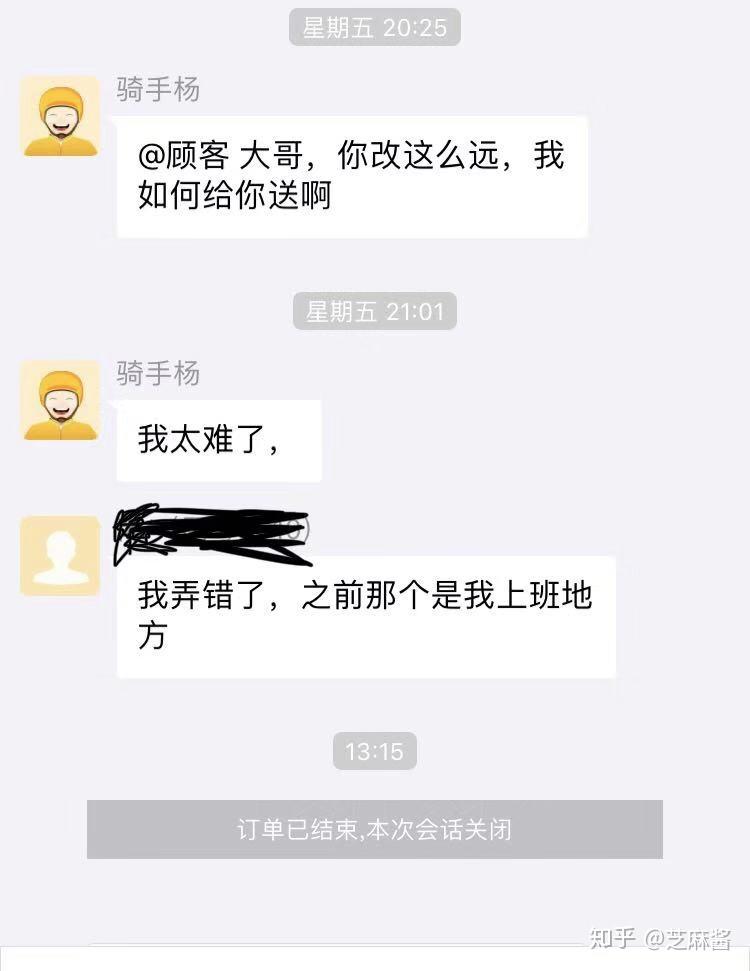 星期五 20:25
骑手杨
@顾客 大哥，你改这么远，我
如何给你送啊
星期五 21:01
骑手杨
我太难了，
我弄错了，之前那个是我上班地
方
13:15
订单已结束,本次会话关闭
知乎 @芝麻酱